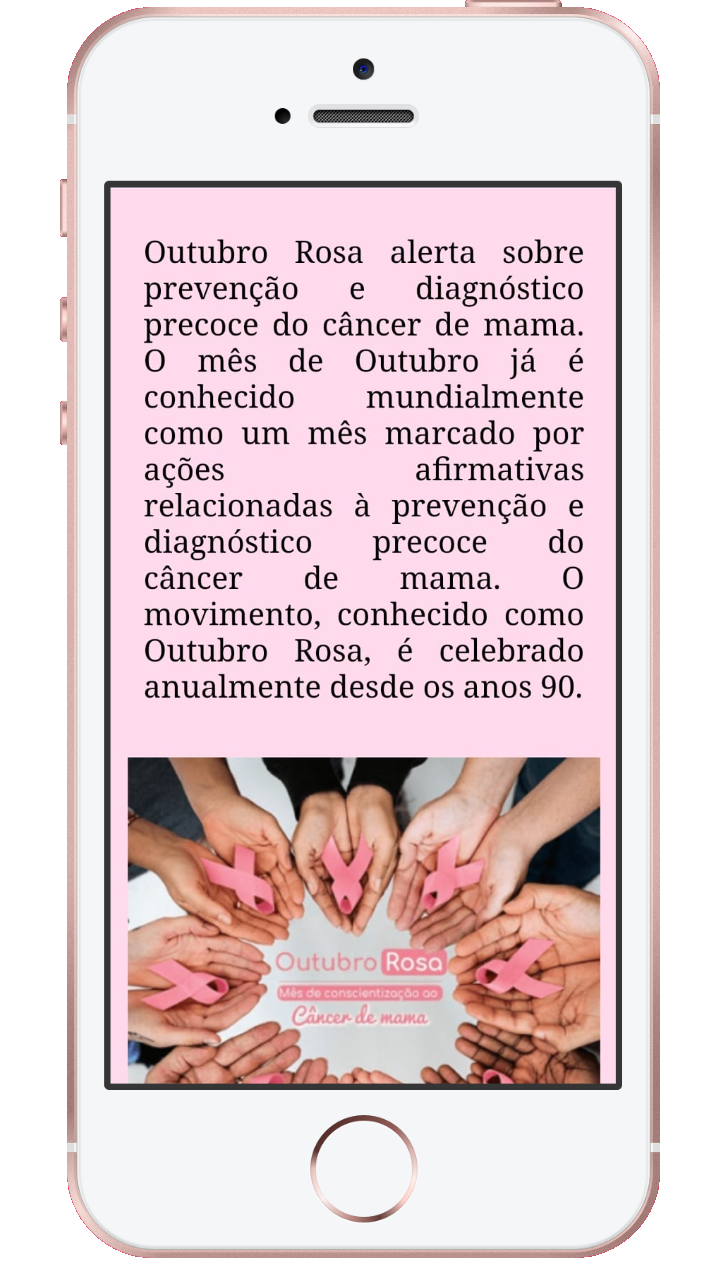 Outubro Rosa alerta sobre
prevenção e diagnóstico
precoce do câncer de mama.
O mês de Outubro já é
conhecido mundialmente
como um mês marcado por
ações afirmativas
relacionadas à prevenção e
diagnóstico precoce do
câncer de mama. O
movimento, conhecido como
Outubro Rosa, é celebrado
anualmente desde os anos 90.
Outubro Rosa
Mês de conscientização ao
Câncer de mama